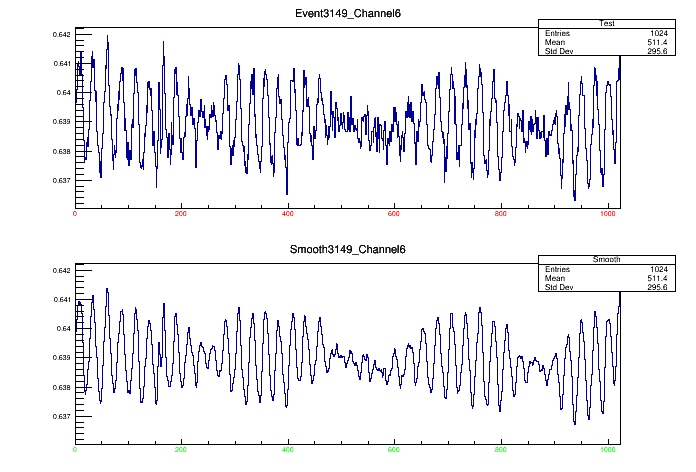 Event3149_Channel6
Test
Entries 1024
Mean 511.4
Std Dev 295.6
0.642
0.641
0.64
0.639
0.638
0.637
0 200 400 600 800 1000
Smooth3149_Channel6
Smooth
Entries 1024
Mean 511.4
Std Dev 295.6
0.642
0.641
0.64
0.639
0.638
0.637
0 200 400 600 800 1000